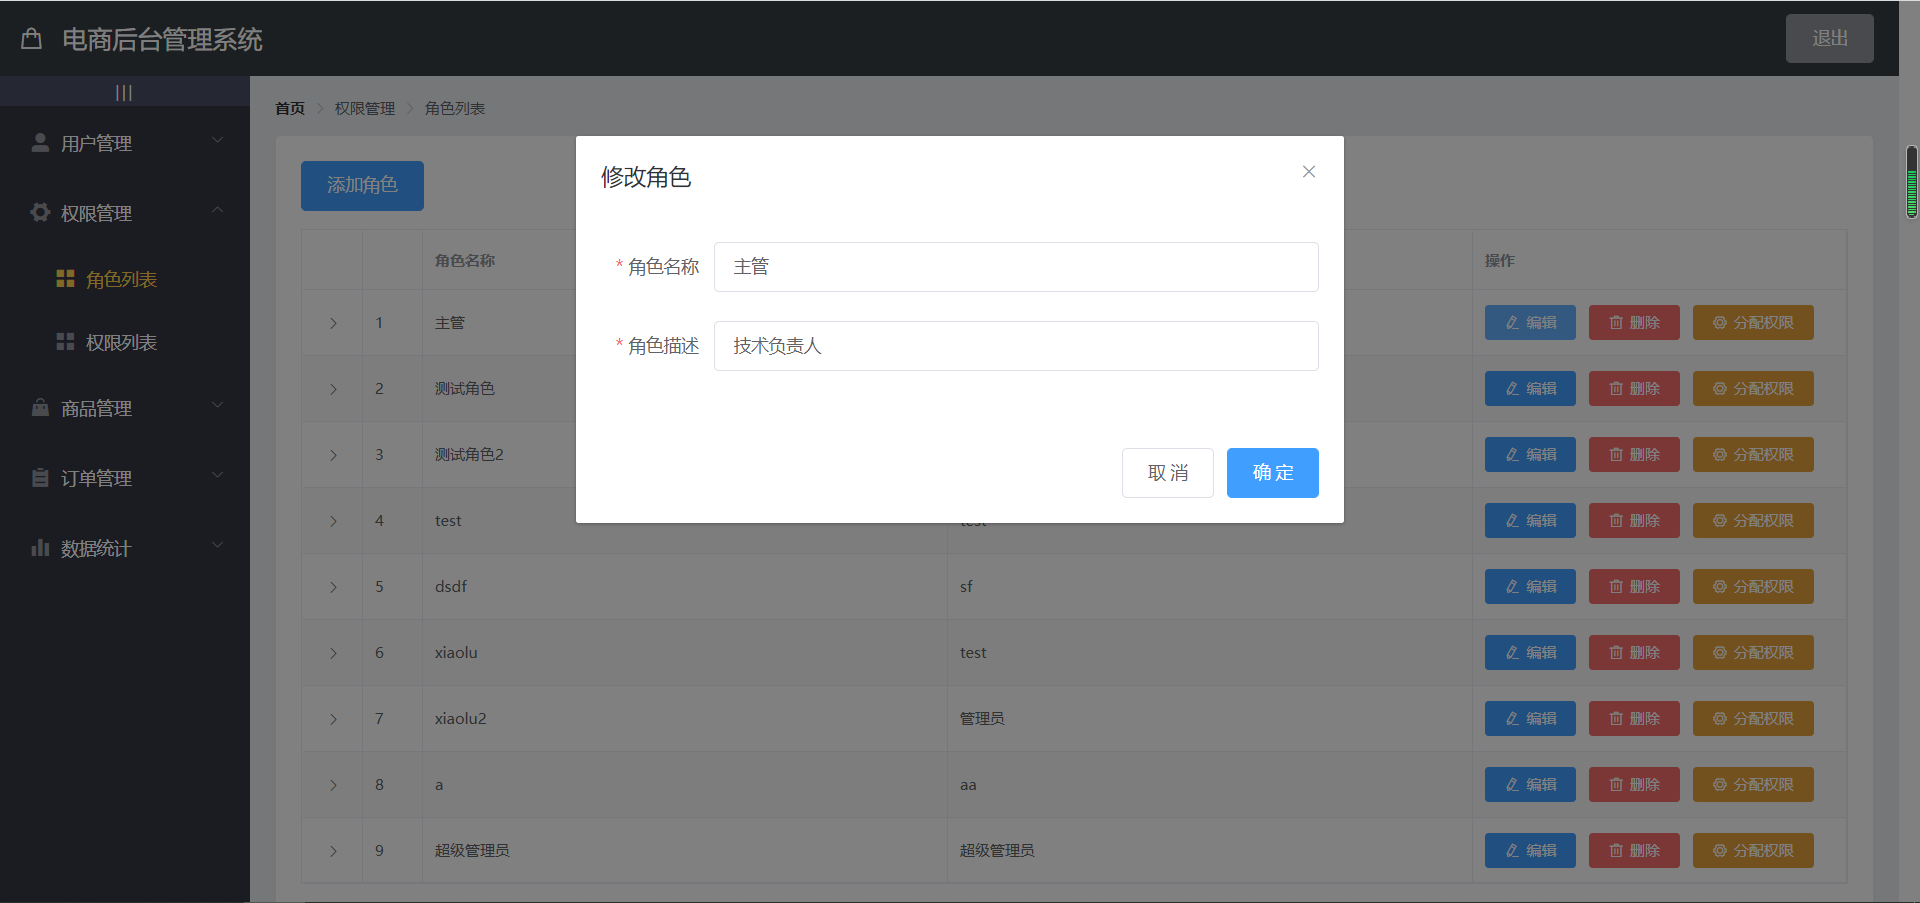 电商后台管理系统
退出
|||
首页 > 权限管理 > 角色列表
用户管理
权限管理
角色列表
权限列表
商品管理
订单管理
数据统计
添加角色
修改角色
* 角色名称 主管
* 角色描述 技术负责人
取 消 确 定
角色名称 操作
1 主管 编辑 删除 分配权限
2 测试角色 编辑 删除 分配权限
3 测试角色2 编辑 删除 分配权限
4 test test 编辑 删除 分配权限
5 dsdf sf 编辑 删除 分配权限
6 xiaolu test 编辑 删除 分配权限
7 xiaolu2 管理员 编辑 删除 分配权限
8 a aa 编辑 删除 分配权限
9 超级管理员 超级管理员 编辑 删除 分配权限